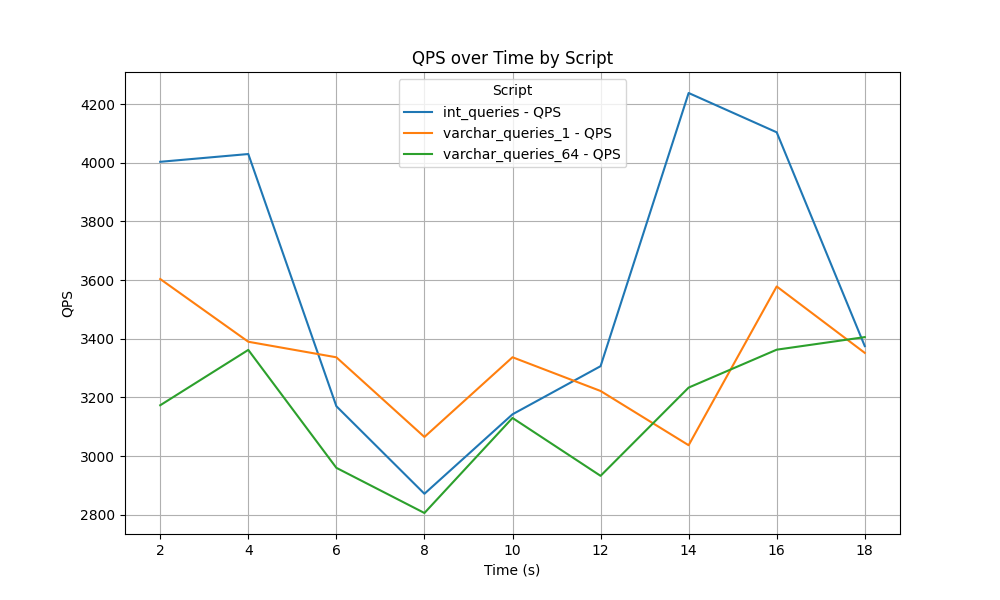 QPS over Time by Script
Script
int_queries - QPS
varchar_queries_1 - QPS
varchar_queries_64 - QPS
QPS
4200
4000
3800
3600
3400
3200
3000
2800
2 4 6 8 10 12 14 16 18
Time (s)